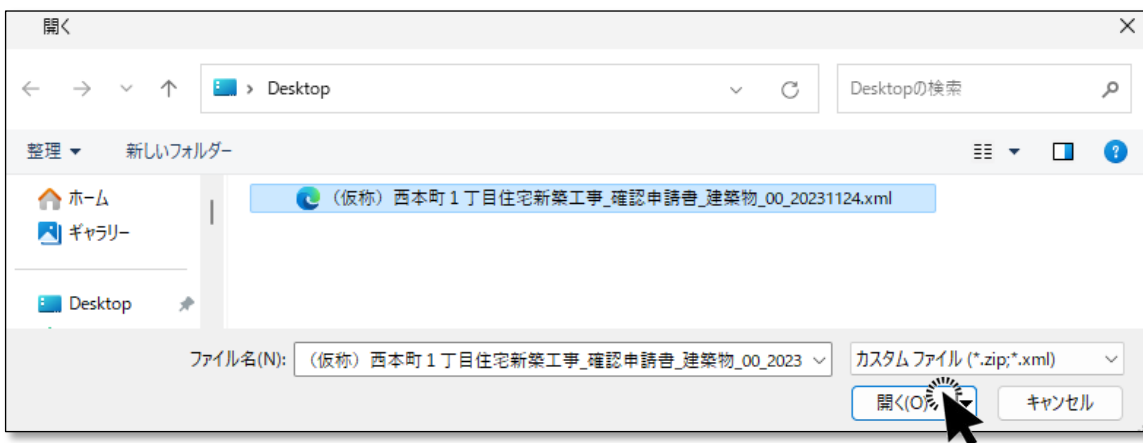 開く
Desktop
Desktopの検索
整理
新しいフォルダー
ホーム
(仮称)西本町1丁目住宅新築工事_確認申請書_建築物_00_20231124.xml
ギャラリー
Desktop
ファイル名(N):
(仮称)西本町1丁目住宅新築工事_確認申請書_建築物_00_2023
カスタム ファイル (*.zip;*.xml)
開く(O)
キャンセル